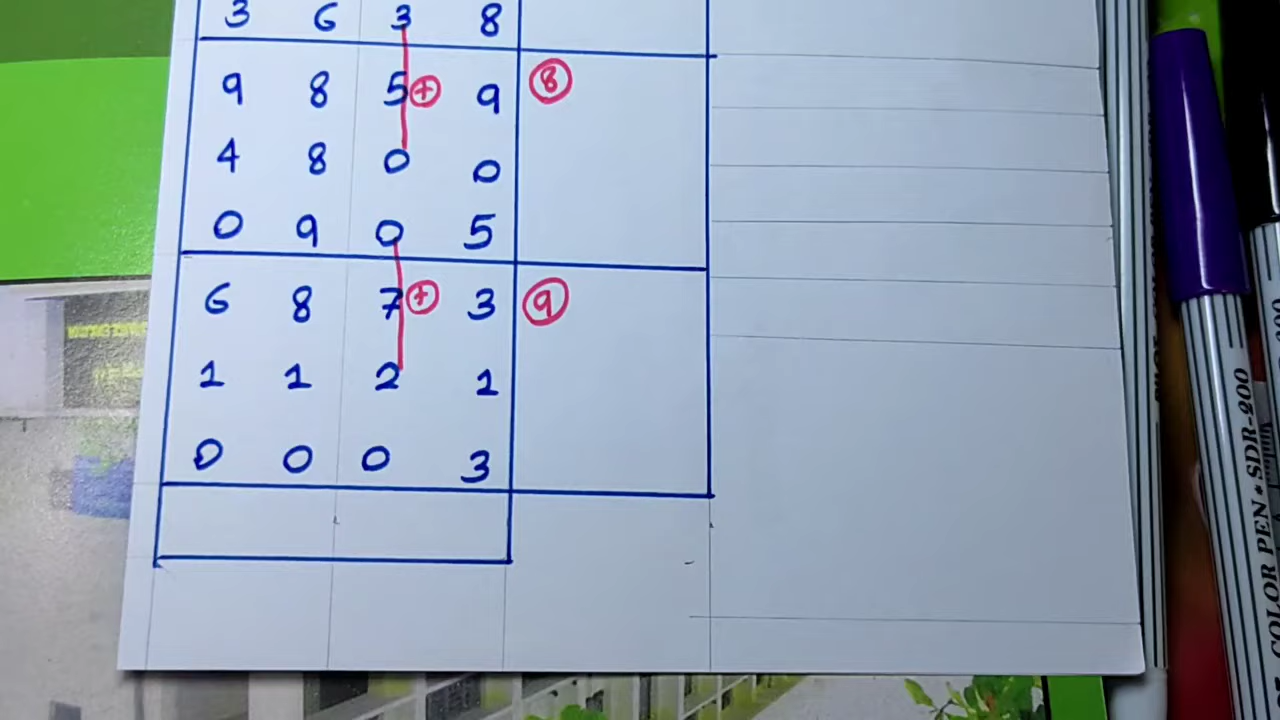 3 6 3 8
9 8 5 + 9 8
4 8 0 0
0 9 0 5
6 8 7 + 3 9
1 1 2 1
0 0 0 3
COLOR PEN • SDR-200